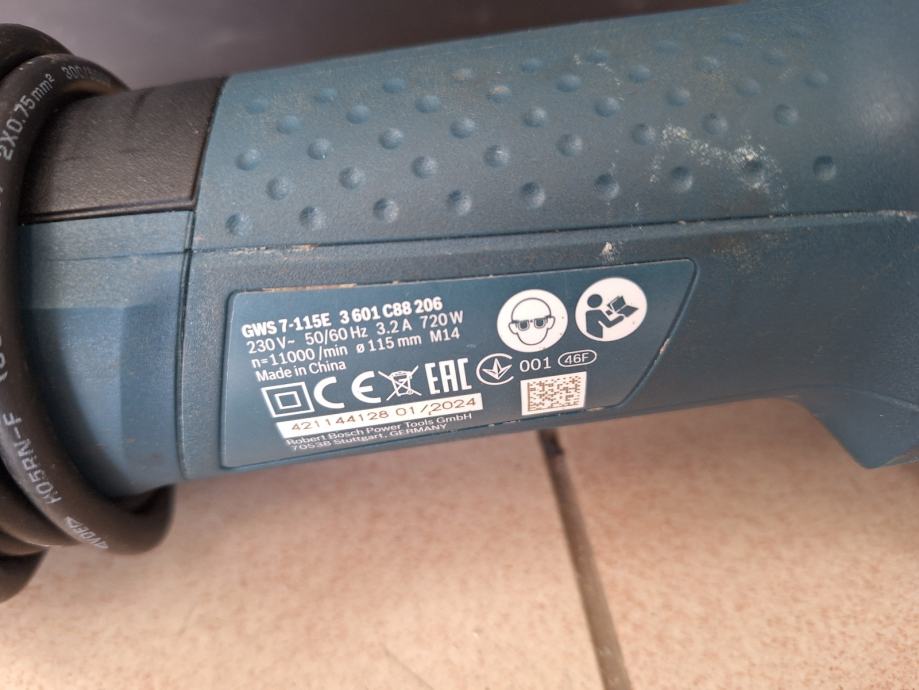 GWS 7-115E 3 601 C88 206
230 V~ 50/60 Hz 3.2 A 720 W
n=11000/min ø 115 mm M14
Made in China
CE EAC 001 46F
421144128 01/2024
Robert Bosch Power Tools GmbH
70538 Stuttgart, GERMANY
2X0.75mm² 300/
H05RN-F